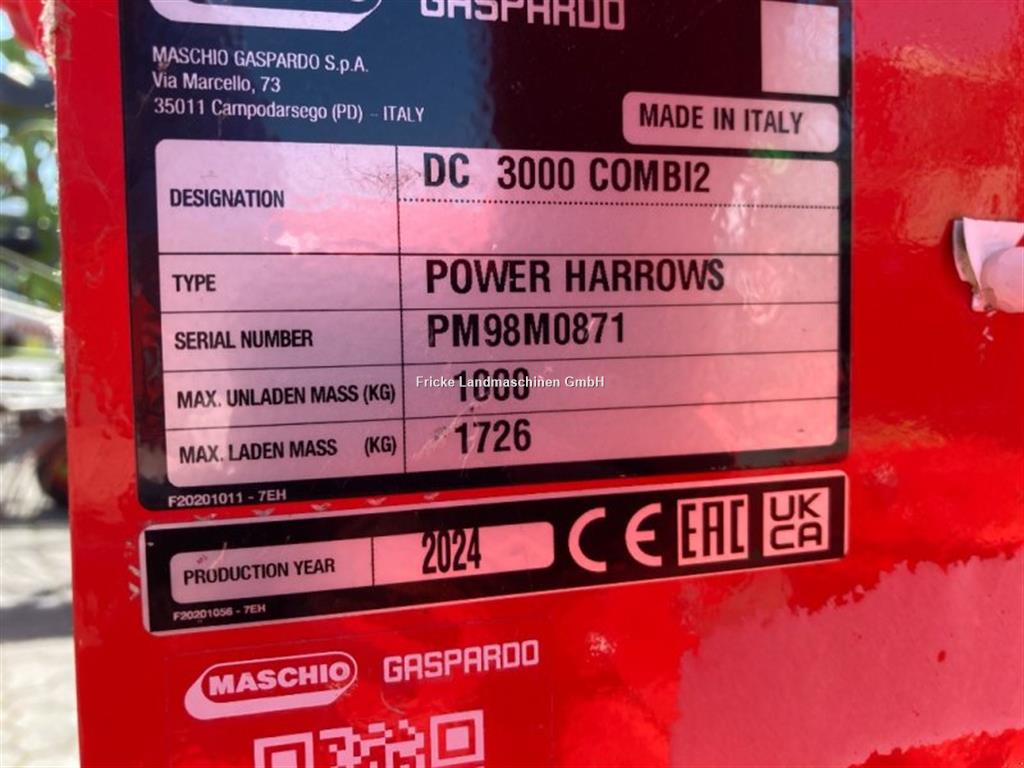 MASCHIO GASPARDO
MASCHIO GASPARDO S.p.A.
Via Marcello, 73
35011 Campodarsego (PD) - ITALY
MADE IN ITALY
DESIGNATION DC 3000 COMBI2
TYPE POWER HARROWS
SERIAL NUMBER PM98M0871
MAX. UNLADEN MASS (KG)
Fricke Landmaschinen GmbH
MAX. LADEN MASS (KG) 1726
F20201011 - 7EH
PRODUCTION YEAR 2024 CE EAC UK CA
F20201056 - 7EH
MASCHIO GASPARDO